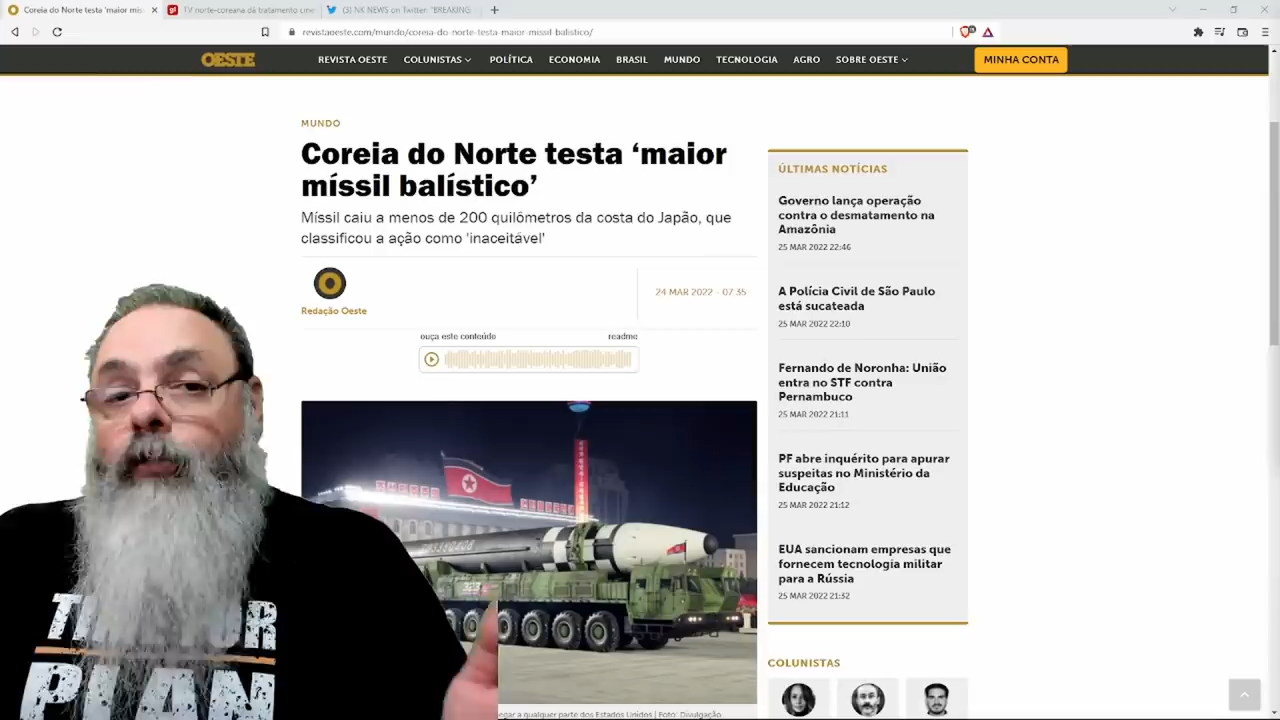 Coreia do Norte testa 'maior mís
TV norte-coreana dá tratamento cine
(3) NK NEWS on Twitter: "BREAKING:
revistaoeste.com/mundo/coreia-do-norte-testa-maior-missil-balistico/
OESTE
REVISTA OESTE
COLUNISTAS
POLÍTICA
ECONOMIA
BRASIL
MUNDO
TECNOLOGIA
AGRO
SOBRE OESTE
MINHA CONTA
MUNDO
Coreia do Norte testa ‘maior
míssil balístico’
Míssil caiu a menos de 200 quilômetros da costa do Japão, que
classificou a ação como 'inaceitável'
Redação Oeste
24 MAR 2022 - 07:35
ouça este conteúdo
readme
egar a qualquer parte dos Estados Unidos | Foto: Divulgação
ÚLTIMAS NOTÍCIAS
Governo lança operação
contra o desmatamento na
Amazônia
25 MAR 2022 22:46
A Polícia Civil de São Paulo
está sucateada
25 MAR 2022 22:10
Fernando de Noronha: União
entra no STF contra
Pernambuco
25 MAR 2022 21:11
PF abre inquérito para apurar
suspeitas no Ministério da
Educação
25 MAR 2022 21:12
EUA sancionam empresas que
fornecem tecnologia militar
para a Rússia
25 MAR 2022 21:32
COLUNISTAS
PLAN